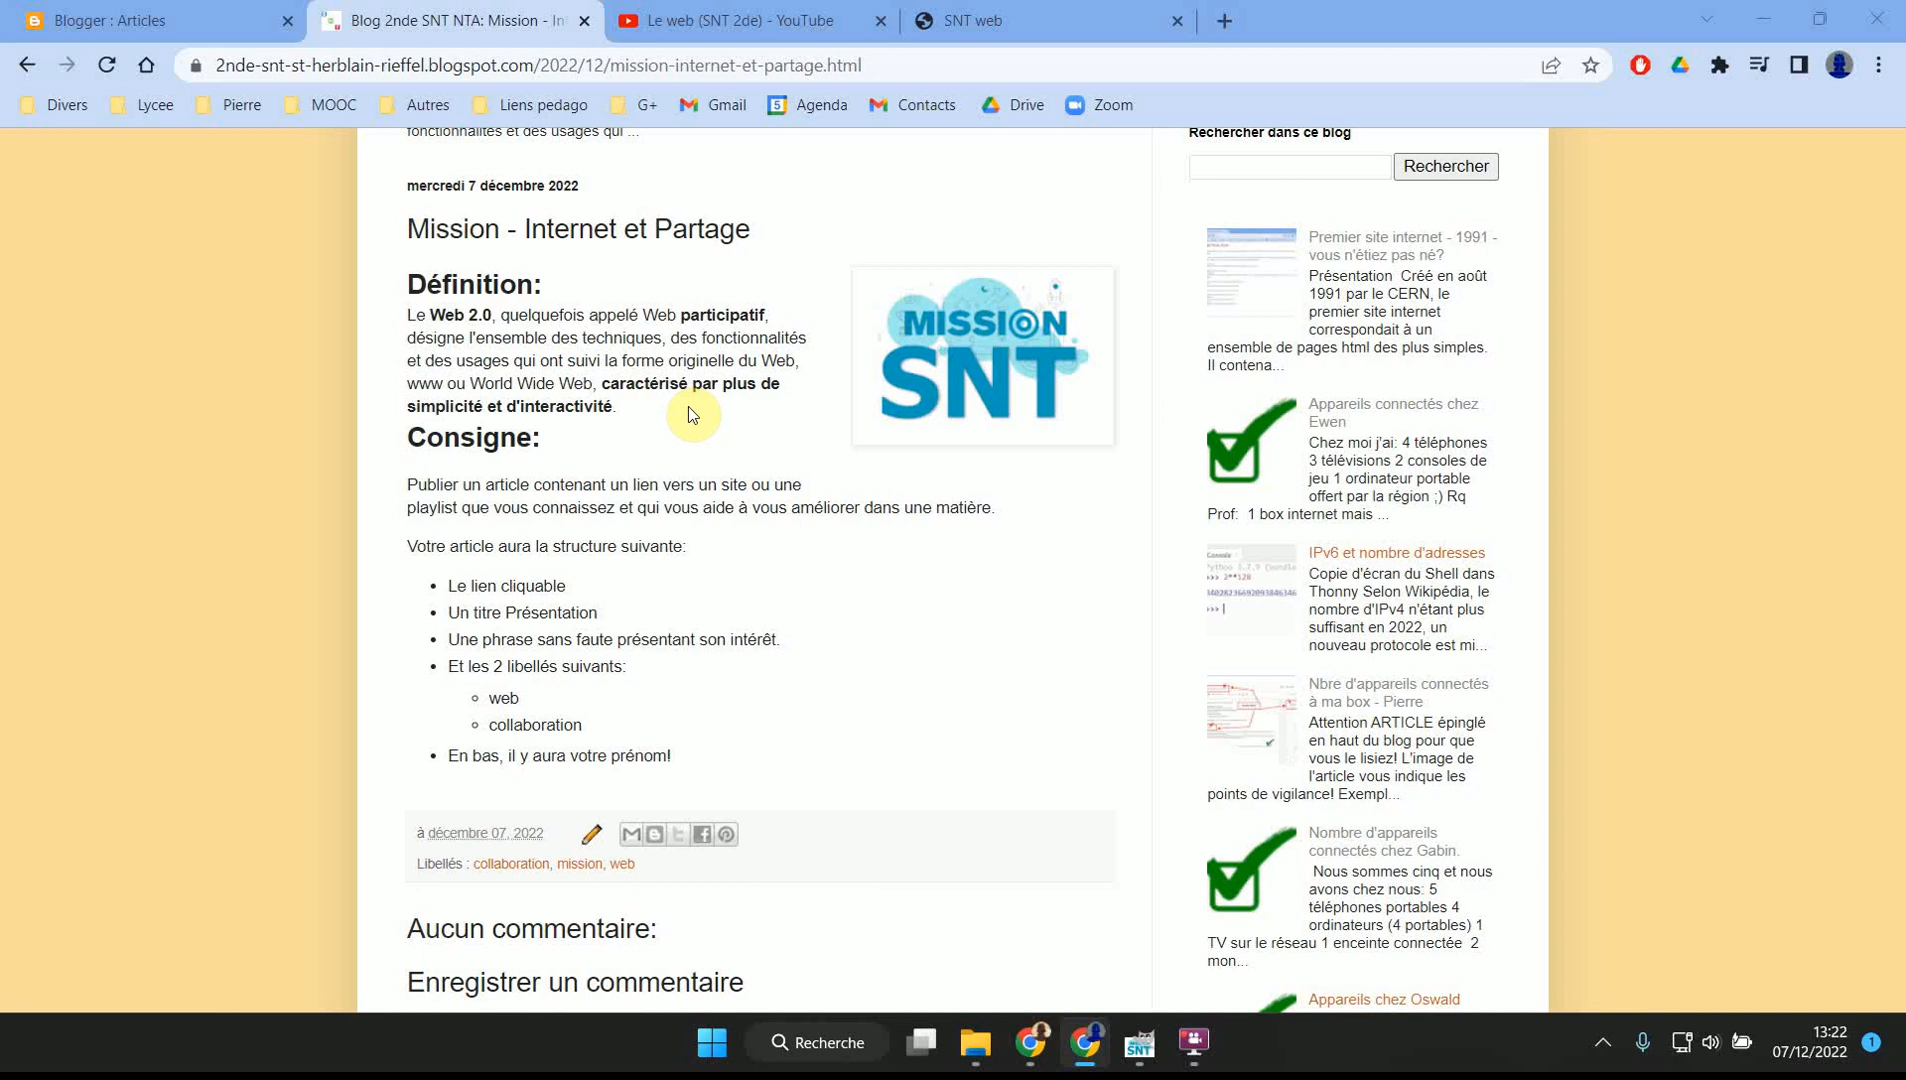 Blogger : Articles
Blog 2nde SNT NTA: Mission - In
Le web (SNT 2de) - YouTube
SNT web
2nde-snt-st-herblain-rieffel.blogspot.com/2022/12/mission-internet-et-partage.html
Divers
Lycee
Pierre
MOOC
Autres
Liens pedago
G+
Gmail
Agenda
Contacts
Drive
Zoom
fonctionnalités et des usages qui ...
mercredi 7 décembre 2022
Mission - Internet et Partage
Définition:
Le Web 2.0, quelquefois appelé Web participatif,
désigne l'ensemble des techniques, des fonctionnalités
et des usages qui ont suivi la forme originelle du Web,
www ou World Wide Web, caractérisé par plus de
simplicité et d'interactivité.
MISSION
SNT
Consigne:
Publier un article contenant un lien vers un site ou une
playlist que vous connaissez et qui vous aide à vous améliorer dans une matière.
Votre article aura la structure suivante:
• Le lien cliquable
• Un titre Présentation
• Une phrase sans faute présentant son intérêt.
• Et les 2 libellés suivants:
◦ web
◦ collaboration
• En bas, il y aura votre prénom!
à décembre 07, 2022
Libellés : collaboration, mission, web
Aucun commentaire:
Enregistrer un commentaire
Rechercher dans ce blog
Rechercher
Premier site internet - 1991 -
vous n'étiez pas né?
Présentation Créé en août
1991 par le CERN, le
premier site internet
correspondait à un
ensemble de pages html des plus simples.
Il contena...
Appareils connectés chez
Ewen
Chez moi j'ai: 4 téléphones
3 télévisions 2 consoles de
jeu 1 ordinateur portable
offert par la région ;) Rq
Prof: 1 box internet mais ...
IPv6 et nombre d'adresses
Copie d'écran du Shell dans
Thonny Selon Wikipédia, le
nombre d'IPv4 n'étant plus
suffisant en 2022, un
nouveau protocole est mi...
Nbre d'appareils connectés
à ma box - Pierre
Attention ARTICLE épinglé
en haut du blog pour que
vous le lisiez! L'image de
l'article vous indique les
points de vigilance! Exempl...
Nombre d'appareils
connectés chez Gabin.
Nous sommes cinq et nous
avons chez nous: 5
téléphones portables 4
ordinateurs (4 portables) 1
TV sur le réseau 1 enceinte connectée 2
mon...
Appareils chez Oswald
Recherche
SNT
13:22
07/12/2022
1